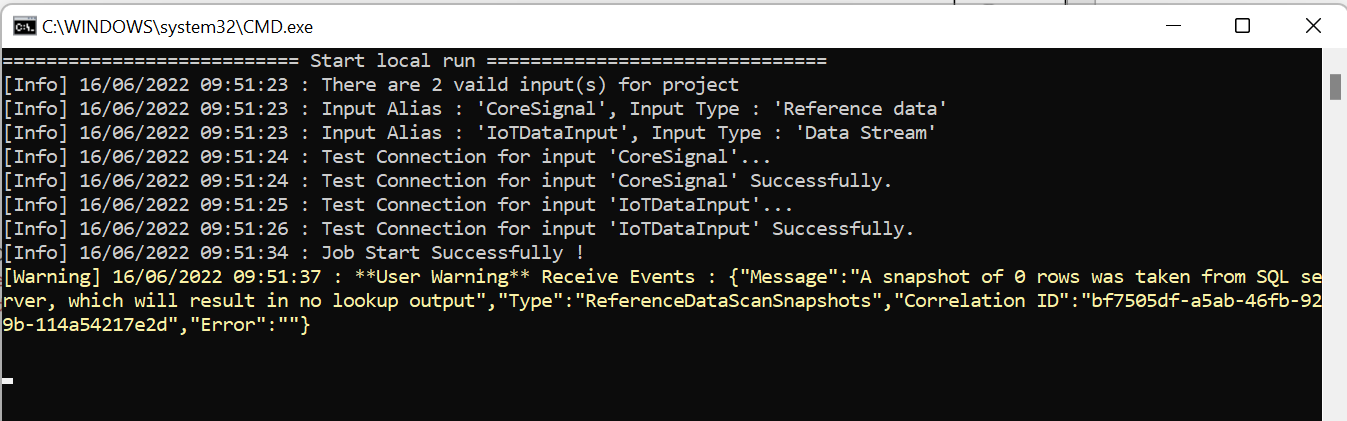 C:\WINDOWS\system32\CMD.exe
=========================== Start local run ===============================
[Info] 16/06/2022 09:51:23 : There are 2 vaild input(s) for project
[Info] 16/06/2022 09:51:23 : Input Alias : 'CoreSignal', Input Type : 'Reference data'
[Info] 16/06/2022 09:51:23 : Input Alias : 'IoTDataInput', Input Type : 'Data Stream'
[Info] 16/06/2022 09:51:24 : Test Connection for input 'CoreSignal'...
[Info] 16/06/2022 09:51:24 : Test Connection for input 'CoreSignal' Successfully.
[Info] 16/06/2022 09:51:25 : Test Connection for input 'IoTDataInput'...
[Info] 16/06/2022 09:51:26 : Test Connection for input 'IoTDataInput' Successfully.
[Info] 16/06/2022 09:51:34 : Job Start Successfully !
[Warning] 16/06/2022 09:51:37 : **User Warning** Receive Events : {"Message":"A snapshot of 0 rows was taken from SQL se
rver, which will result in no lookup output","Type":"ReferenceDataScanSnapshots","Correlation ID":"bf7505df-a5ab-46fb-92
9b-114a54217e2d","Error":""}